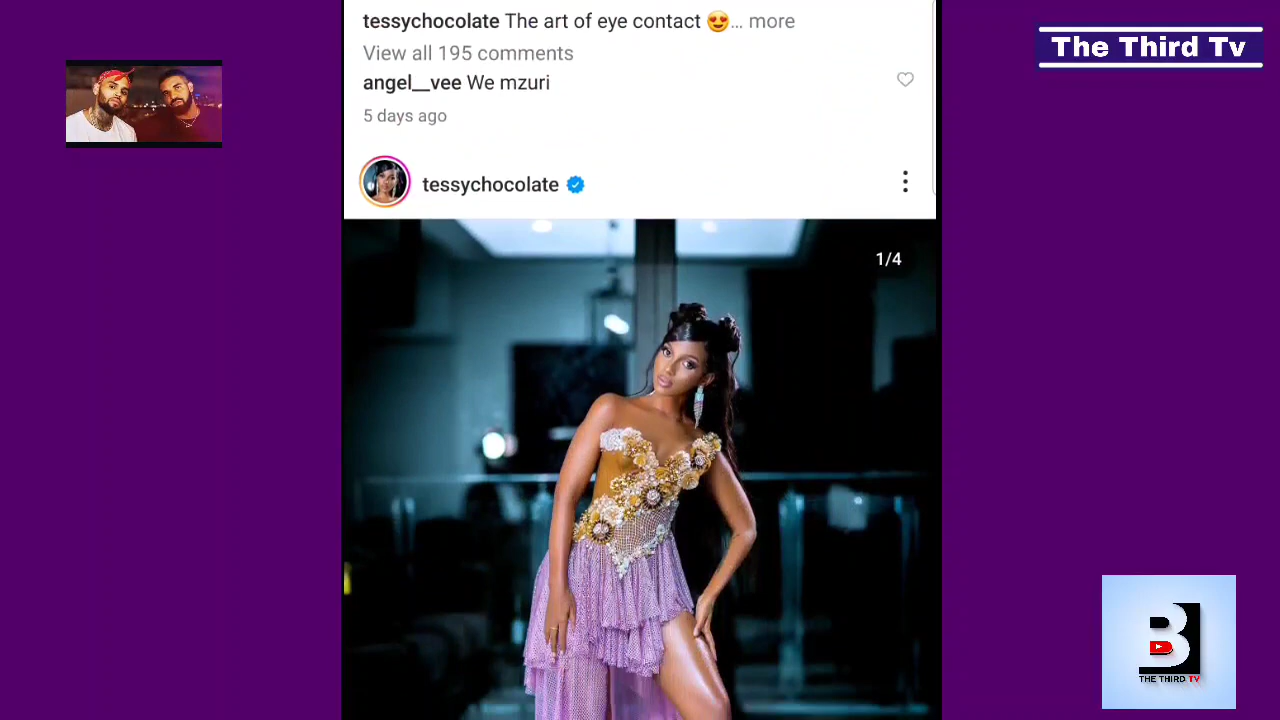 tessychocolate The art of eye contact 😍... more
View all 195 comments
angel__vee We mzuri
5 days ago
tessychocolate
1/4
The Third Tv
B
THE THIRD TV